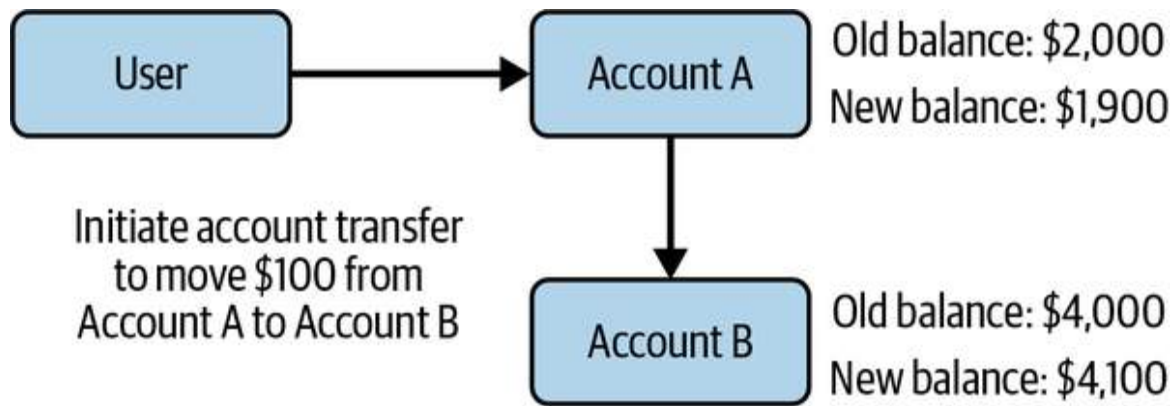 User
Account A
Old balance: $2,000
New balance: $1,900
Initiate account transfer
to move $100 from
Account A to Account B
Account B
Old balance: $4,000
New balance: $4,100